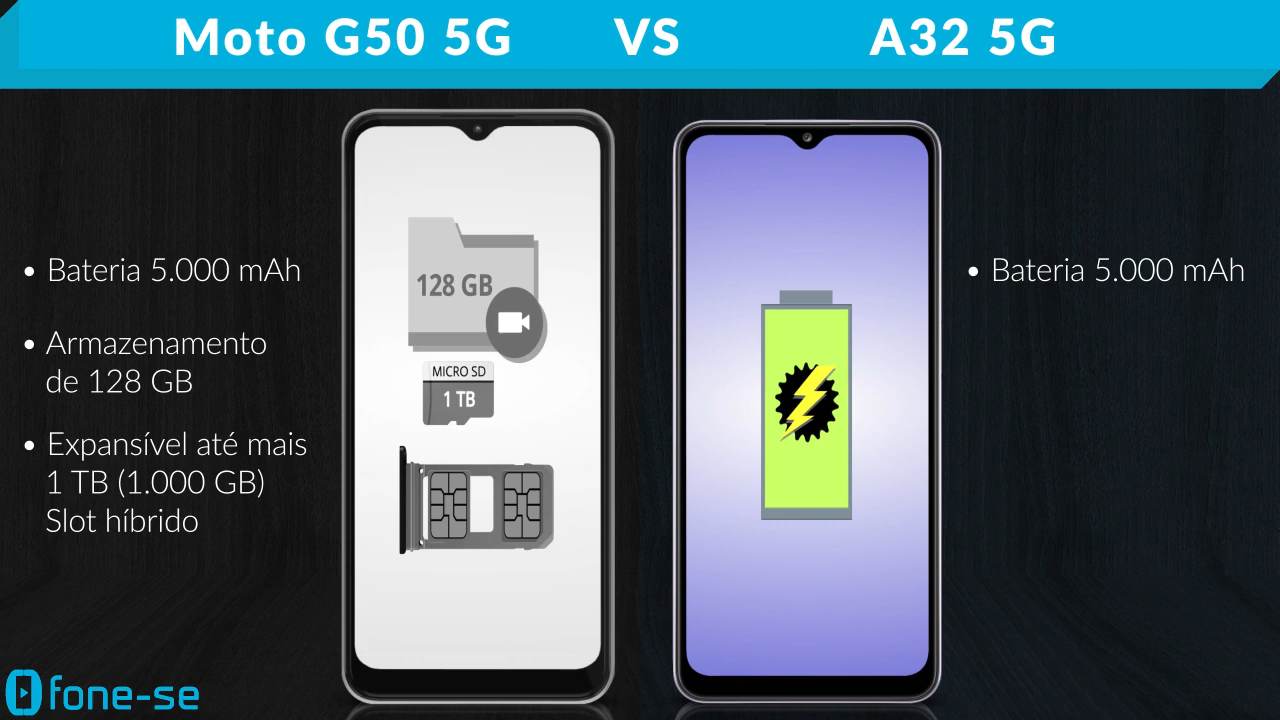 Moto G50 5G VS A32 5G
• Bateria 5.000 mAh
• Armazenamento
de 128 GB
• Expansível até mais
1 TB (1.000 GB)
Slot híbrido
128 GB
MICRO SD
1 TB
• Bateria 5.000 mAh
fone-se